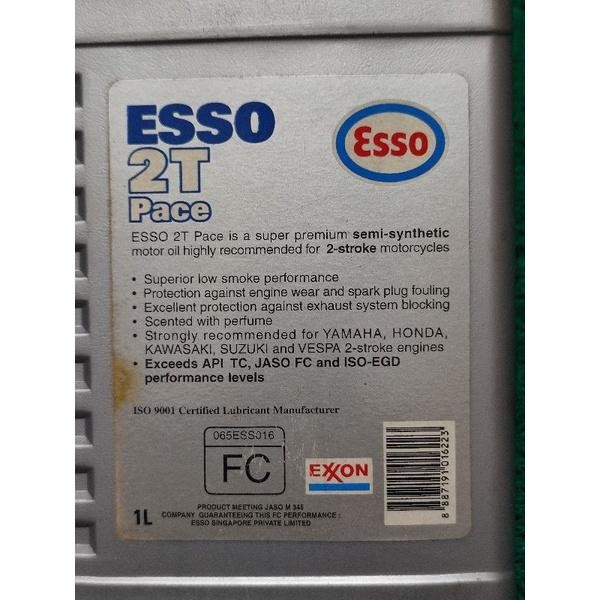 ESSO
2T
Pace
Esso
ESSO 2T Pace is a super premium semi-synthetic
motor oil highly recommended for 2-stroke motorcycles
• Superior low smoke performance
• Protection against engine wear and spark plug fouling
• Excellent protection against exhaust system blocking
• Scented with perfume
• Strongly recommended for YAMAHA, HONDA,
KAWASAKI, SUZUKI and VESPA 2-stroke engines
• Exceeds API TC, JASO FC and ISO-EGD
performance levels
ISO 9001 Certified Lubricant Manufacturer
065ESS016
FC
EXXON
8 887191 016223
1L
PRODUCT MEETING JASO M 345
COMPANY GUARANTEEING THIS FC PERFORMANCE :
ESSO SINGAPORE PRIVATE LIMITED